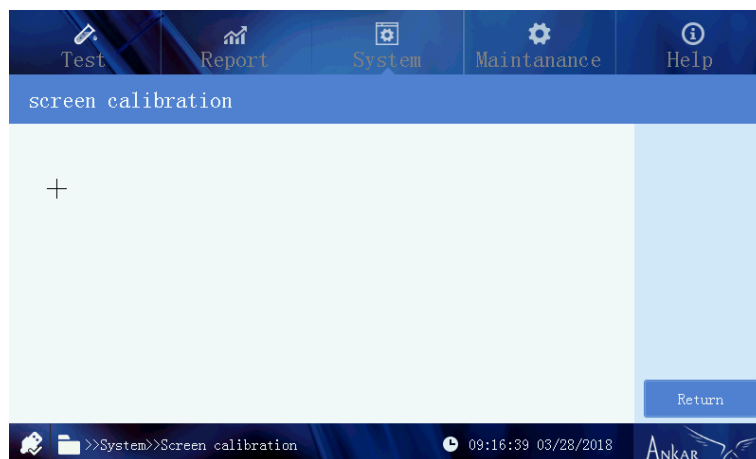 Test Report System Maintanance Help
screen calibration
Return
>>System>>Screen calibration 09:16:39 03/28/2018 ANKAR